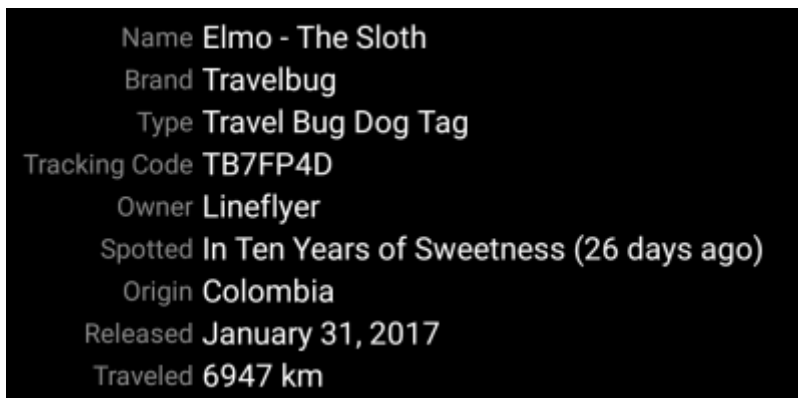 Name Elmo - The Sloth
Brand Travelbug
Type Travel Bug Dog Tag
Tracking Code TB7FP4D
Owner Lineflyer
Spotted In Ten Years of Sweetness (26 days ago)
Origin Colombia
Released January 31, 2017
Traveled 6947 km